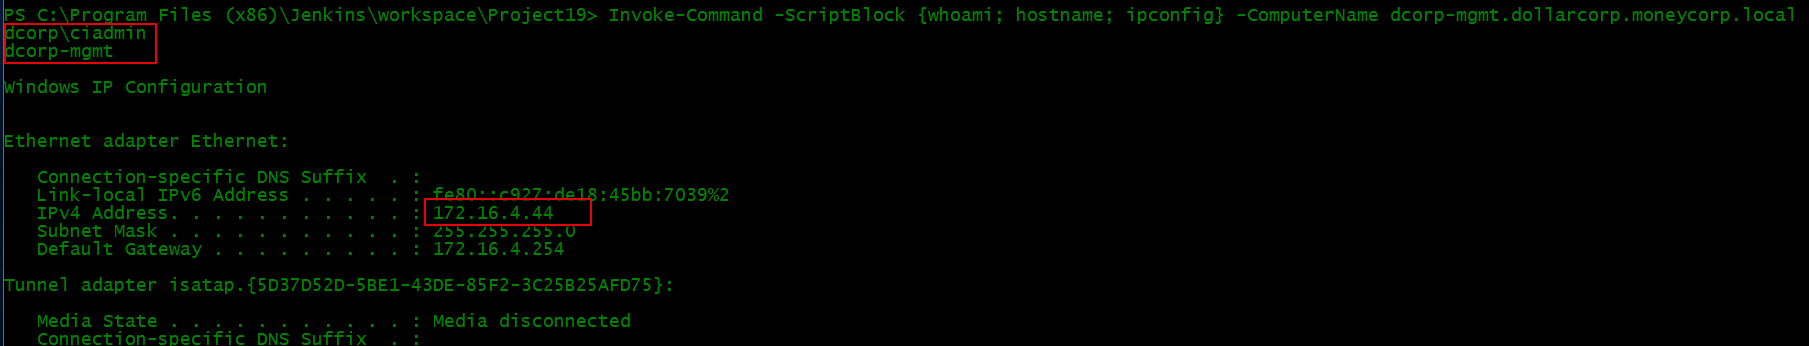 PS C:\Program Files (x86)\Jenkins\workspace\Project19> Invoke-Command -ScriptBlock {whoami; hostname; ipconfig} -ComputerName dcorp-mgmt.dollarcorp.moneycorp.local
dcorp\ciadmin
dcorp-mgmt
Windows IP Configuration
Ethernet adapter Ethernet:
Connection-specific DNS Suffix . :
Link-local IPv6 Address . . . . . : fe80::c927:de18:45bb:7039%2
IPv4 Address. . . . . . . . . . . : 172.16.4.44
Subnet Mask . . . . . . . . . . . : 255.255.255.0
Default Gateway . . . . . . . . . : 172.16.4.254
Tunnel adapter isatap.{5D37D52D-5BE1-43DE-85F2-3C25B25AFD75}:
Media State . . . . . . . . . . . : Media disconnected
Connection-specific DNS Suffix . :